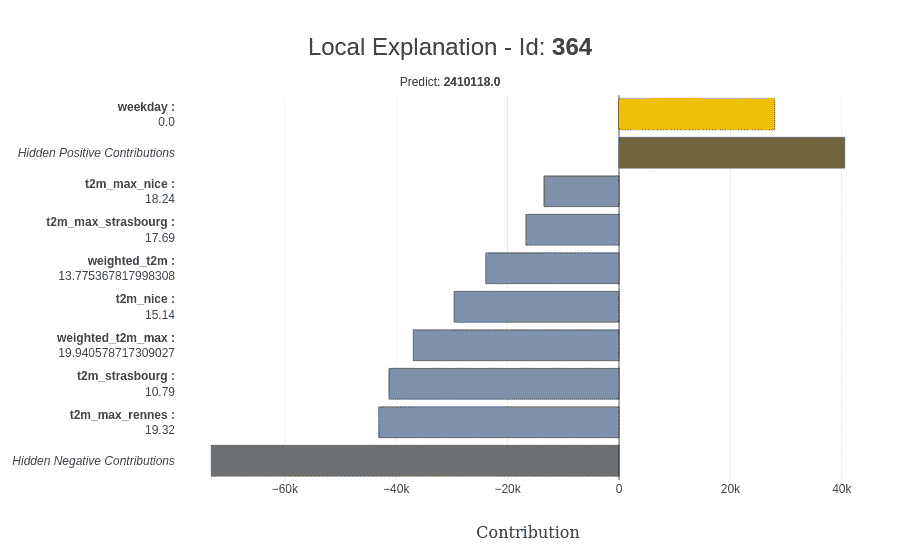 Local Explanation - Id: 364
Predict: 2410118.0
weekday :
0.0
Hidden Positive Contributions
t2m_max_nice :
18.24
t2m_max_strasbourg :
17.69
weighted_t2m :
13.775367817998308
t2m_nice :
15.14
weighted_t2m_max :
19.940578717309027
t2m_strasbourg :
10.79
t2m_max_rennes :
19.32
Hidden Negative Contributions
−60k −40k −20k 0 20k 40k
Contribution